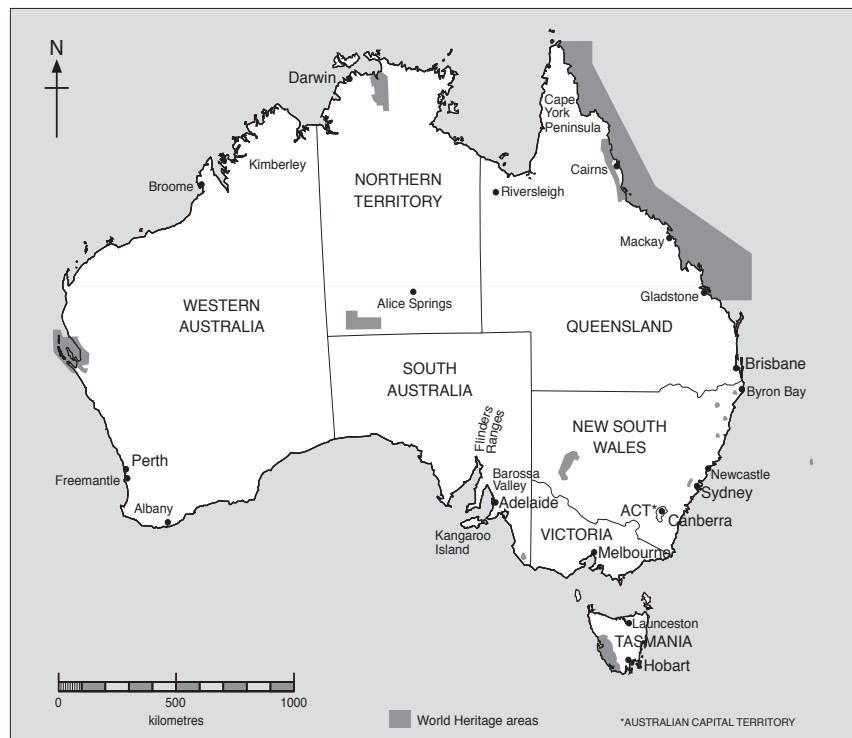 N
Darwin
Cape
York
Peninsula
Kimberley
Cairns
Broome
NORTHERN
TERRITORY
Riversleigh
Mackay
Alice Springs
Gladstone
WESTERN
AUSTRALIA
QUEENSLAND
SOUTH
AUSTRALIA
Brisbane
Byron Bay
Flinders
Ranges
NEW SOUTH
WALES
Perth
Freemantle
Barossa
Valley
Newcastle
Sydney
Albany
Adelaide
ACT*
Canberra
Kangaroo
Island
VICTORIA
Melbourne
Launceston
TASMANIA
Hobart
0 500 1000
kilometres
World Heritage areas
*AUSTRALIAN CAPITAL TERRITORY